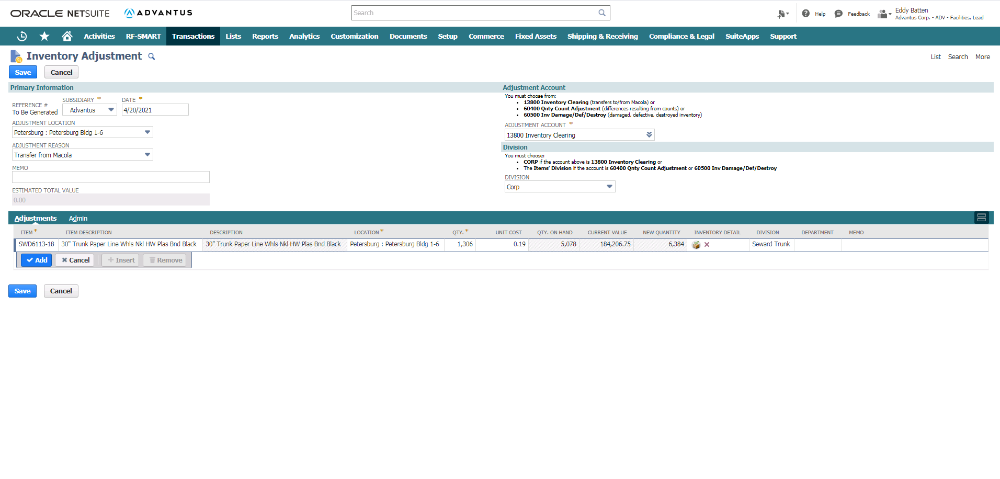 ORACLE NETSUITE ADVANTUS Search Help Feedback Eddy Batten
Advantus Corp. - ADV - Facilities, Lead
Activities RF-SMART Transactions Lists Reports Analytics Customization Documents Setup Commerce Fixed Assets Shipping & Receiving Compliance & Legal SuiteApps Support
Inventory Adjustment List Search More
Save Cancel
Primary Information
REFERENCE #
To Be Generated
SUBSIDIARY *
Advantus
DATE *
4/20/2021
ADJUSTMENT LOCATION
Petersburg : Petersburg Bldg 1-6
ADJUSTMENT REASON
Transfer from Macola
MEMO
ESTIMATED TOTAL VALUE
0.00
Adjustment Account
You must choose from:
• 13800 Inventory Clearing (transfers to/from Macola) or
• 60400 Qnty Count Adjustment (differences resulting from counts) or
• 60500 Inv Damage/Def/Destroy (damaged, defective, destroyed inventory)
ADJUSTMENT ACCOUNT *
13800 Inventory Clearing
Division
You must choose:
• CORP if the account above is 13800 Inventory Clearing or
• The Items' Division if the account is 60400 Qnty Count Adjustment or 60500 Inv Damage/Def/Destroy
DIVISION
Corp
Adjustments Admin
ITEM * ITEM DESCRIPTION DESCRIPTION LOCATION * QTY. * UNIT COST QTY. ON HAND CURRENT VALUE NEW QUANTITY INVENTORY DETAIL DIVISION DEPARTMENT MEMO
SWD6113-18 30" Trunk Paper Line Whls Nkl HW Plas Bnd Black 30" Trunk Paper Line Whls Nkl HW Plas Bnd Black Petersburg : Petersburg Bldg 1-6 1,306 0.19 5,078 184,206.75 6,384 Seward Trunk
Add Cancel Insert Remove
Save Cancel